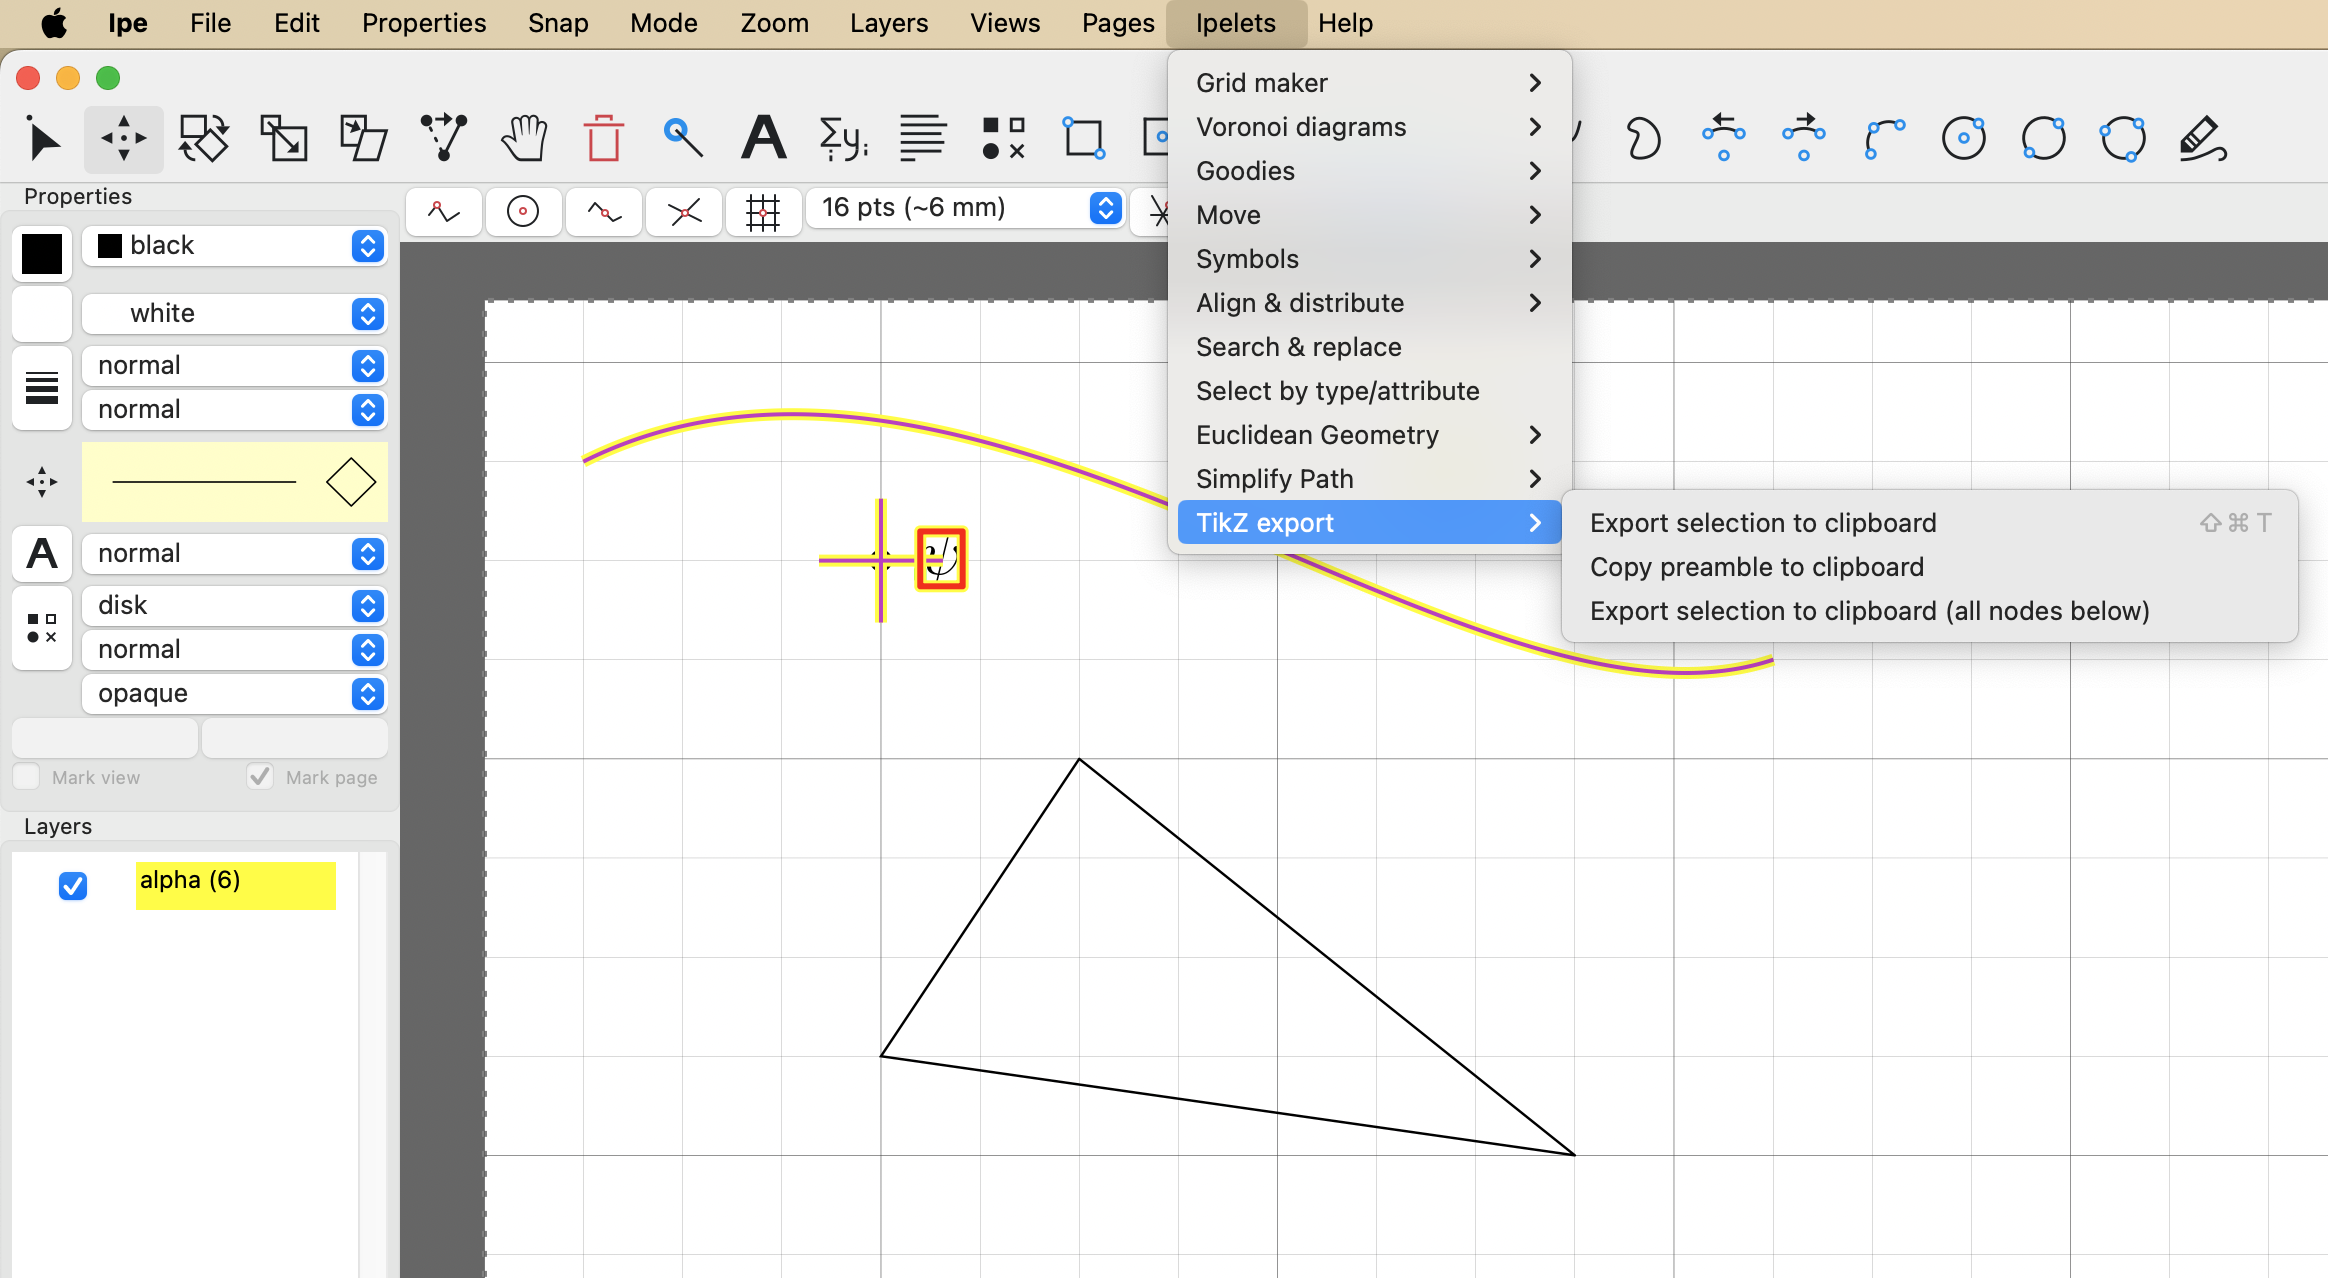 Ipe File Edit Properties Snap Mode Zoom Layers Views Pages Ipelets Help
Grid maker
Voronoi diagrams
Goodies
Move
Symbols
Align & distribute
Search & replace
Select by type/attribute
Euclidean Geometry
Simplify Path
TikZ export
Export selection to clipboard ⇧⌘T
Copy preamble to clipboard
Export selection to clipboard (all nodes below)
16 pts (~6 mm)
Properties
black
white
normal
normal
A normal
disk
normal
opaque
Mark view Mark page
Layers
alpha (6)